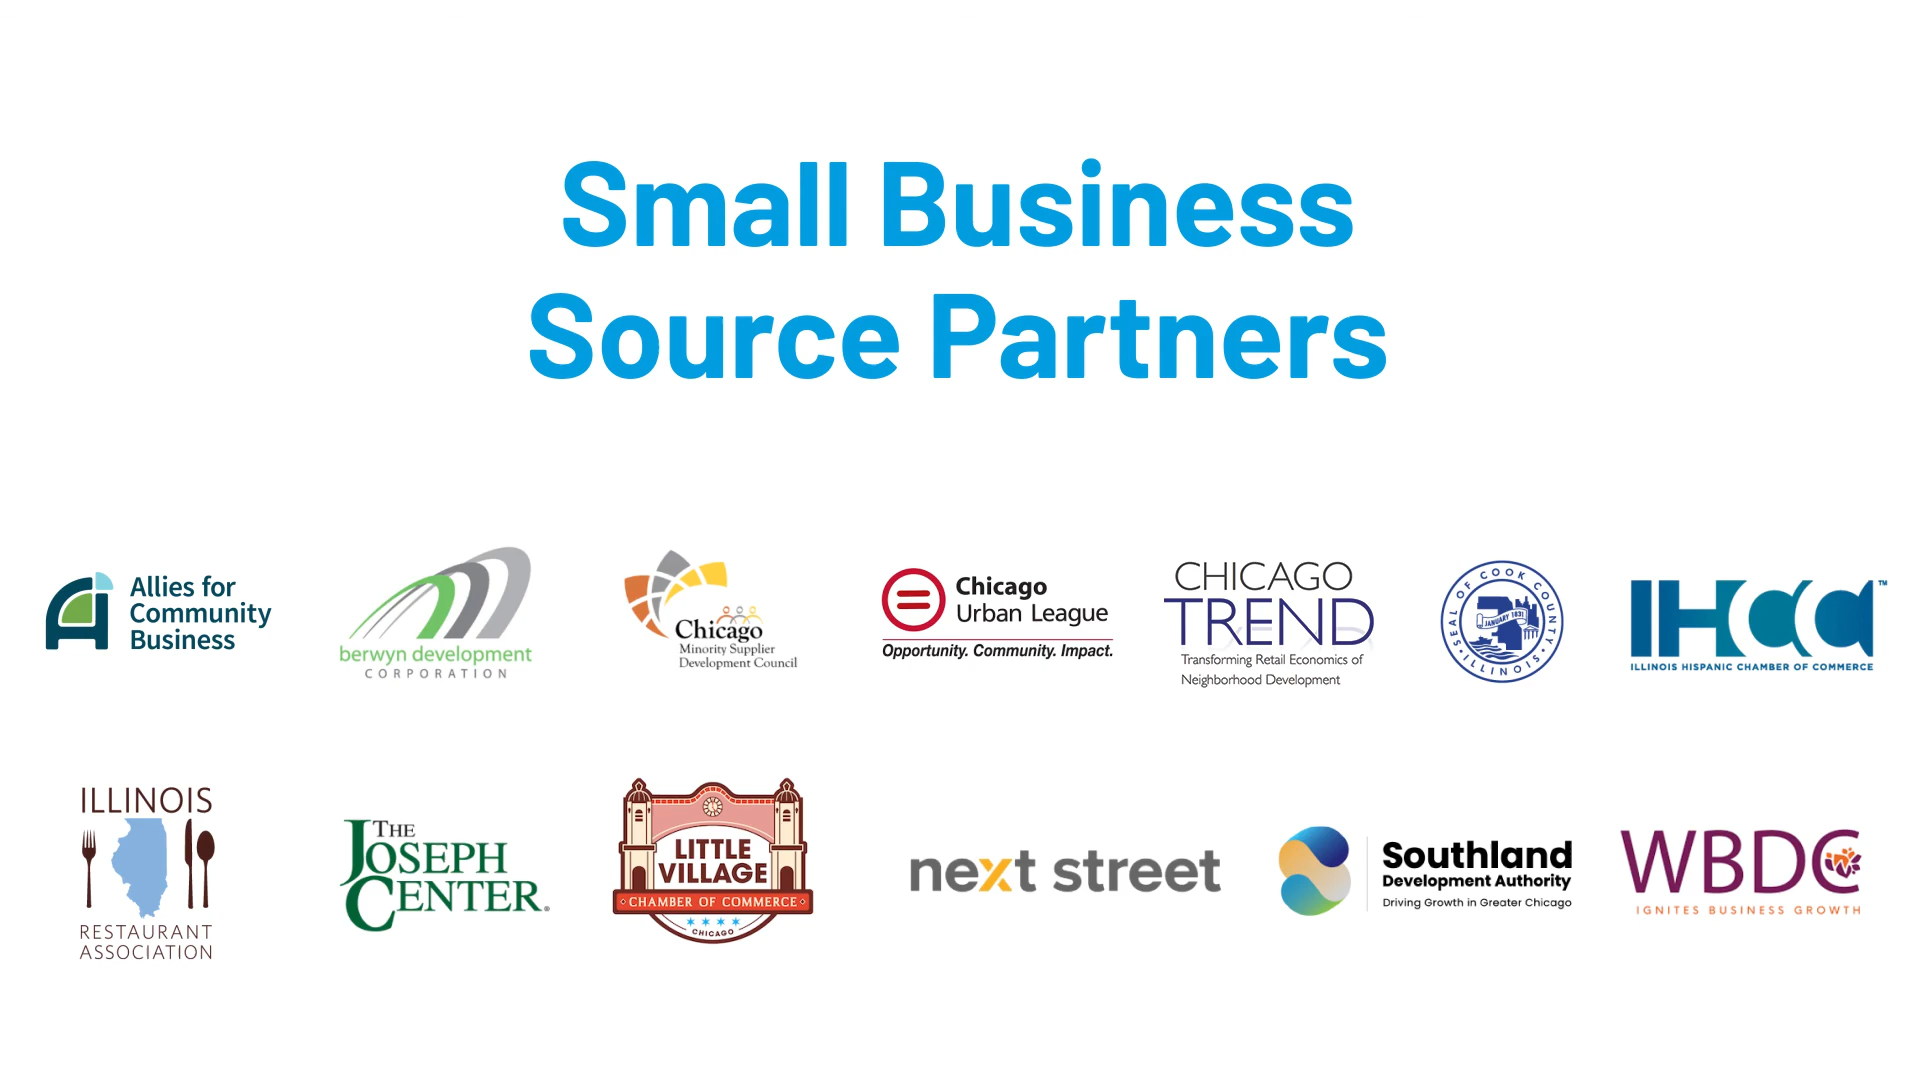 Small Business
Source Partners
Allies for
Community
Business
berwyn development
CORPORATION
Chicago
Minority Supplier
Development Council
Chicago
Urban League
Opportunity. Community. Impact.
CHICAGO
TREND
Transforming Retail Economics of
Neighborhood Development
SEAL OF COOK COUNTY
JANUARY 1831
ILLINOIS
IHCC™
ILLINOIS HISPANIC CHAMBER OF COMMERCE
ILLINOIS
RESTAURANT
ASSOCIATION
THE
JOSEPH
CENTER®
LITTLE
VILLAGE
CHAMBER OF COMMERCE
CHICAGO
next street
Southland
Development Authority
Driving Growth in Greater Chicago
WBDC
IGNITES BUSINESS GROWTH